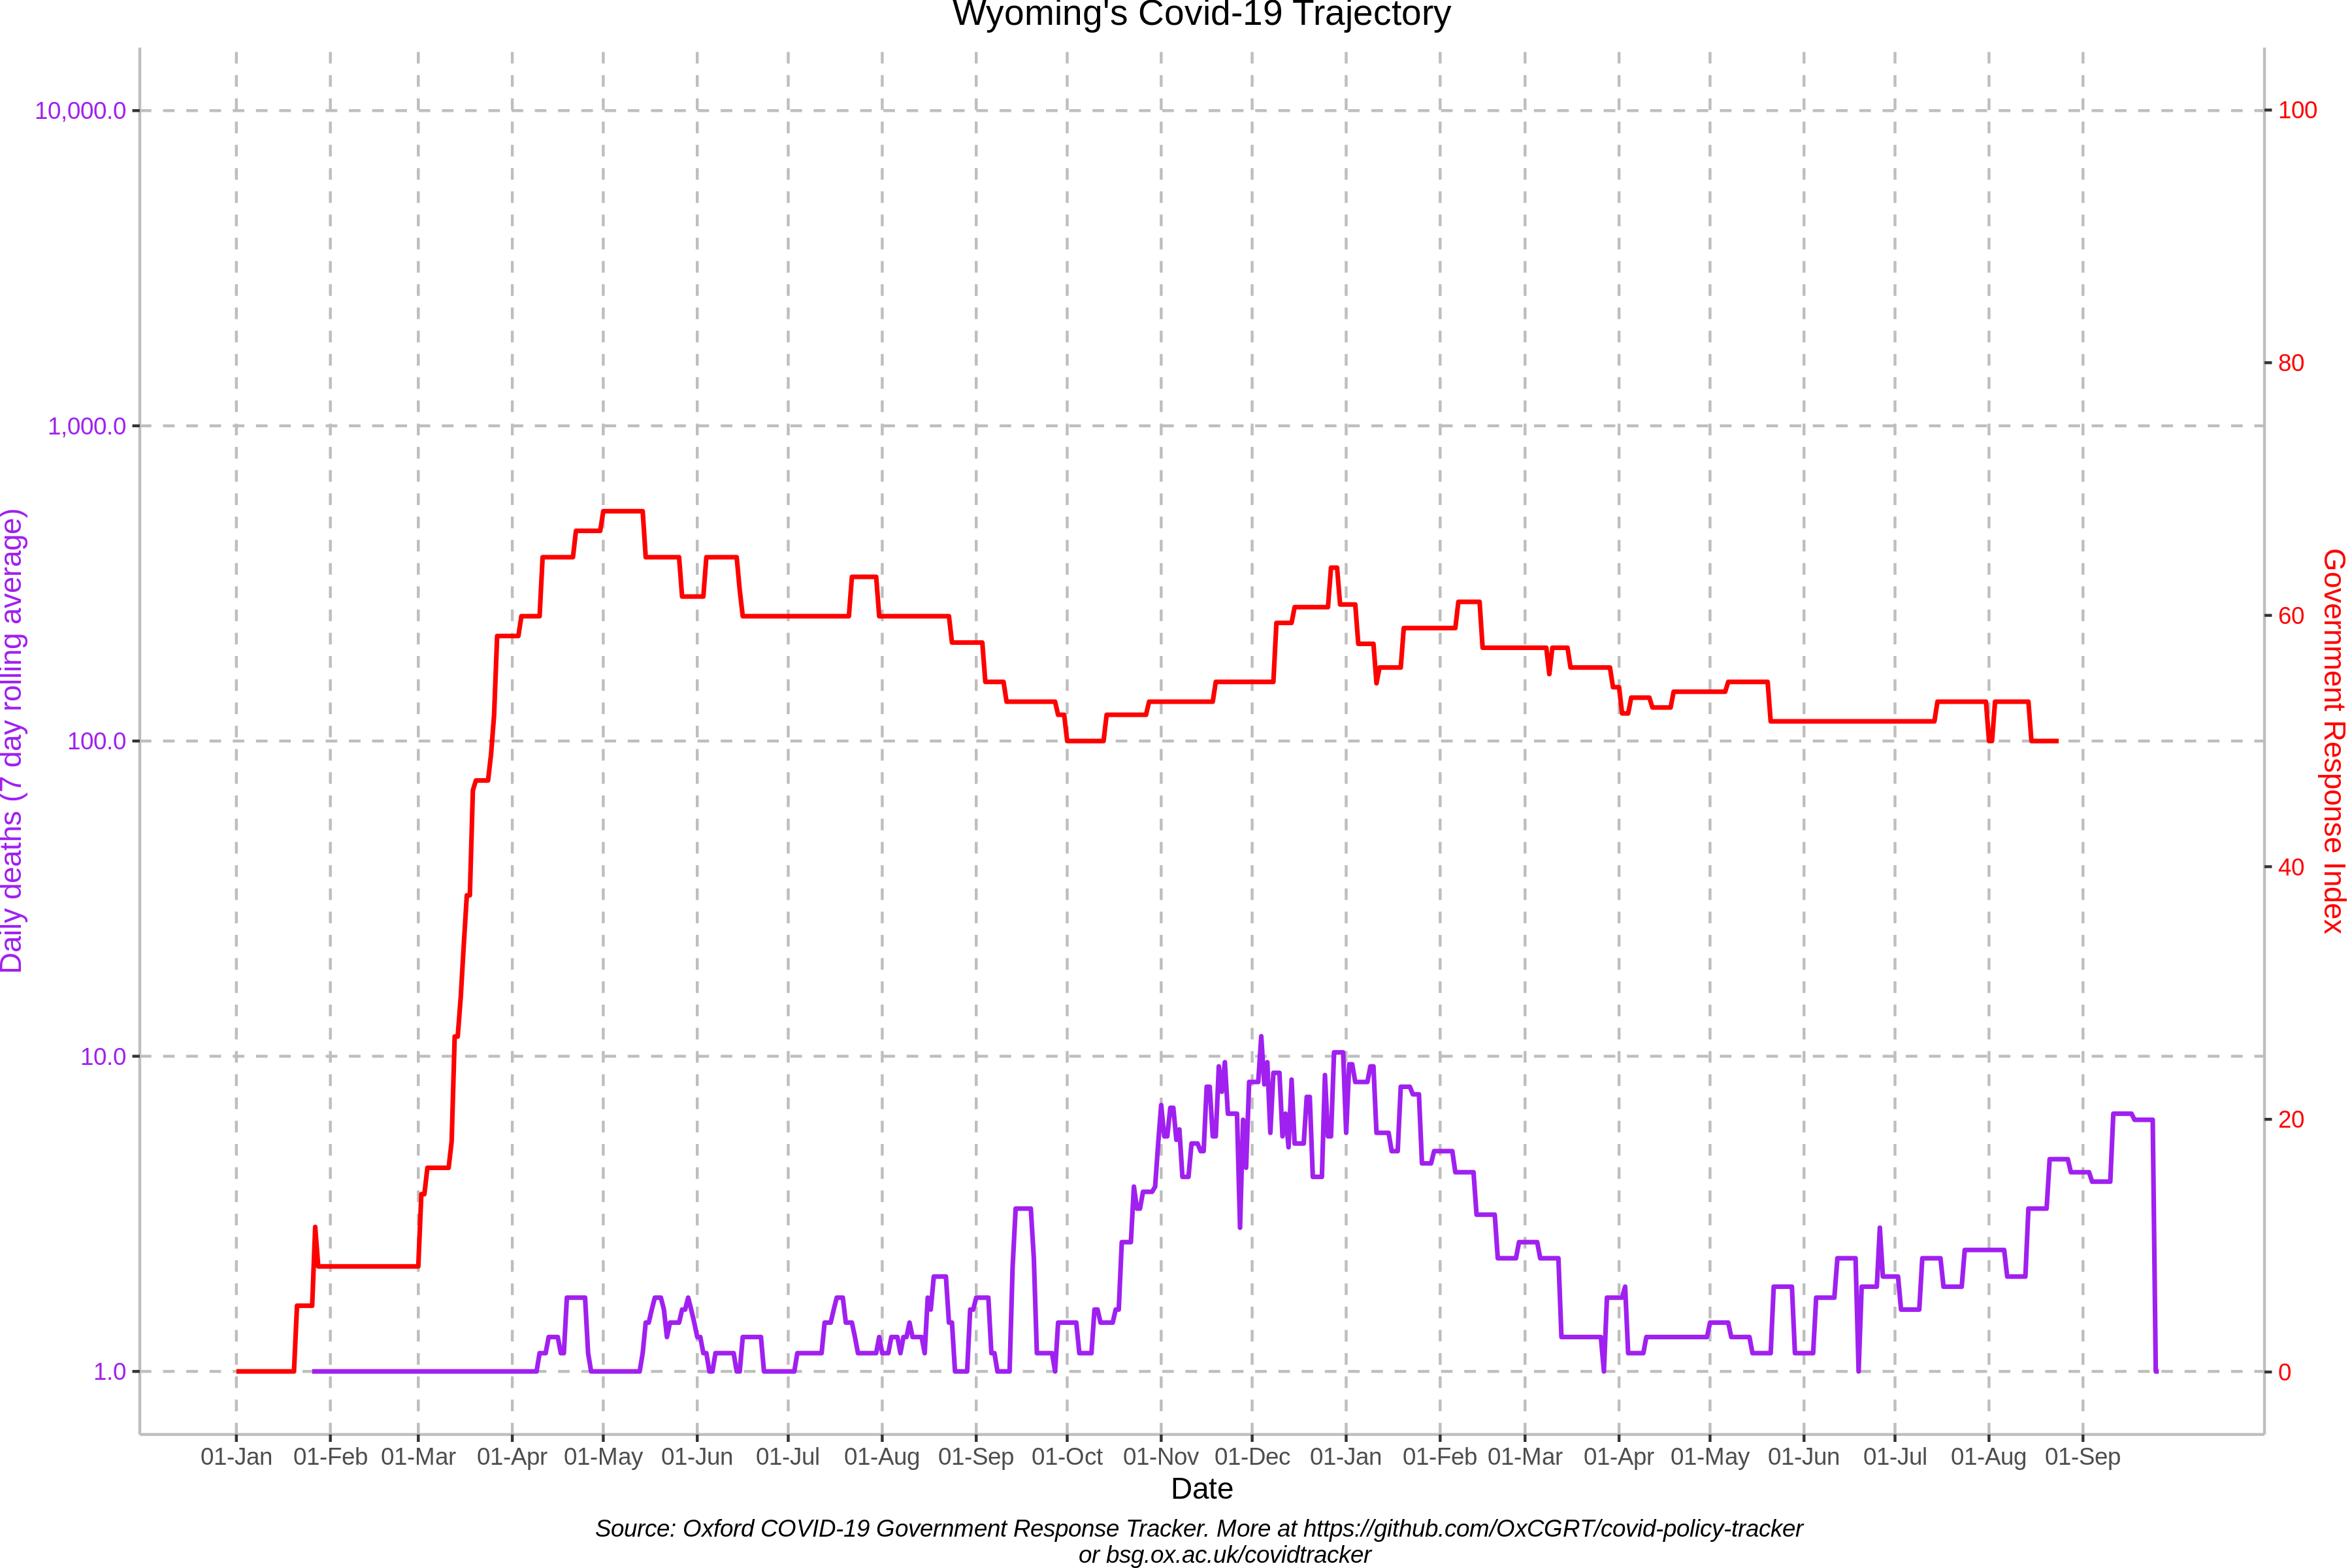 Wyoming's Covid-19 Trajectory
10,000.0
1,000.0
100.0
10.0
1.0
Daily deaths (7 day rolling average)
100
80
60
40
20
0
Government Response Index
01-Jan 01-Feb 01-Mar 01-Apr 01-May 01-Jun 01-Jul 01-Aug 01-Sep 01-Oct 01-Nov 01-Dec 01-Jan 01-Feb 01-Mar 01-Apr 01-May 01-Jun 01-Jul 01-Aug 01-Sep
Date
Source: Oxford COVID-19 Government Response Tracker. More at https://github.com/OxCGRT/covid-policy-tracker
or bsg.ox.ac.uk/covidtracker